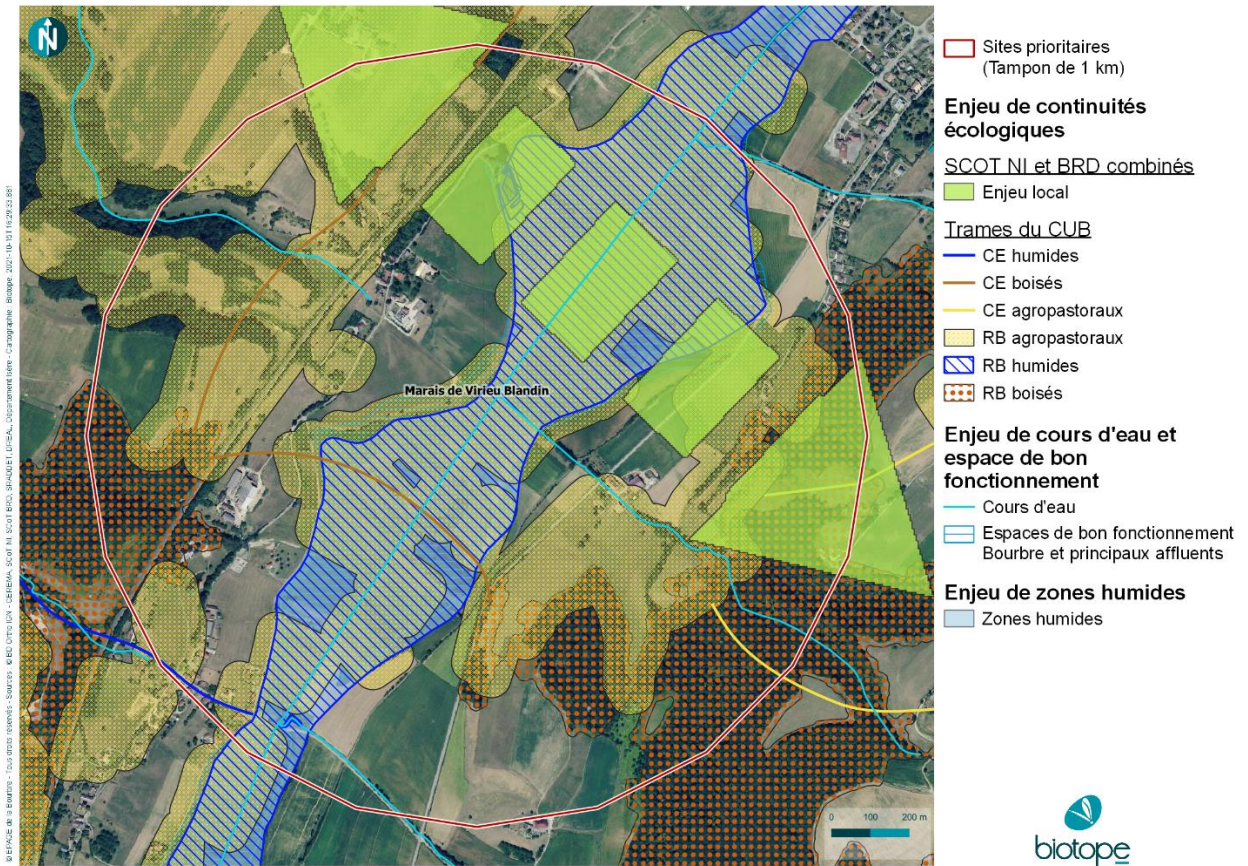 N
Marais de Virieu Blandin
0 100 200 m
Sites prioritaires
(Tampon de 1 km)
Enjeu de continuités
écologiques
SCOT NI et BRD combinés
Enjeu local
Trames du CUB
CE humides
CE boisés
CE agropastoraux
RB agropastoraux
RB humides
RB boisés
Enjeu de cours d'eau et
espace de bon
fonctionnement
Cours d'eau
Espaces de bon fonctionnement
Bourbre et principaux affluents
Enjeu de zones humides
Zones humides
biotope